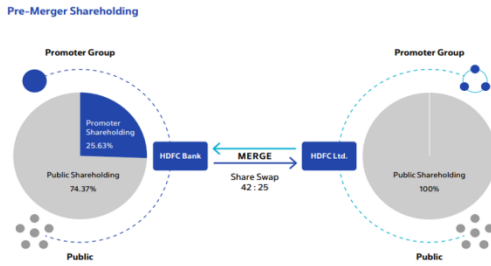 Pre-Merger Shareholding
Promoter Group
Promoter Group
Promoter
Shareholding
25.63%
Public Shareholding
74.37%
HDFC Bank
MERGE
Share Swap
42 : 25
HDFC Ltd.
Public Shareholding
100%
Public
Public